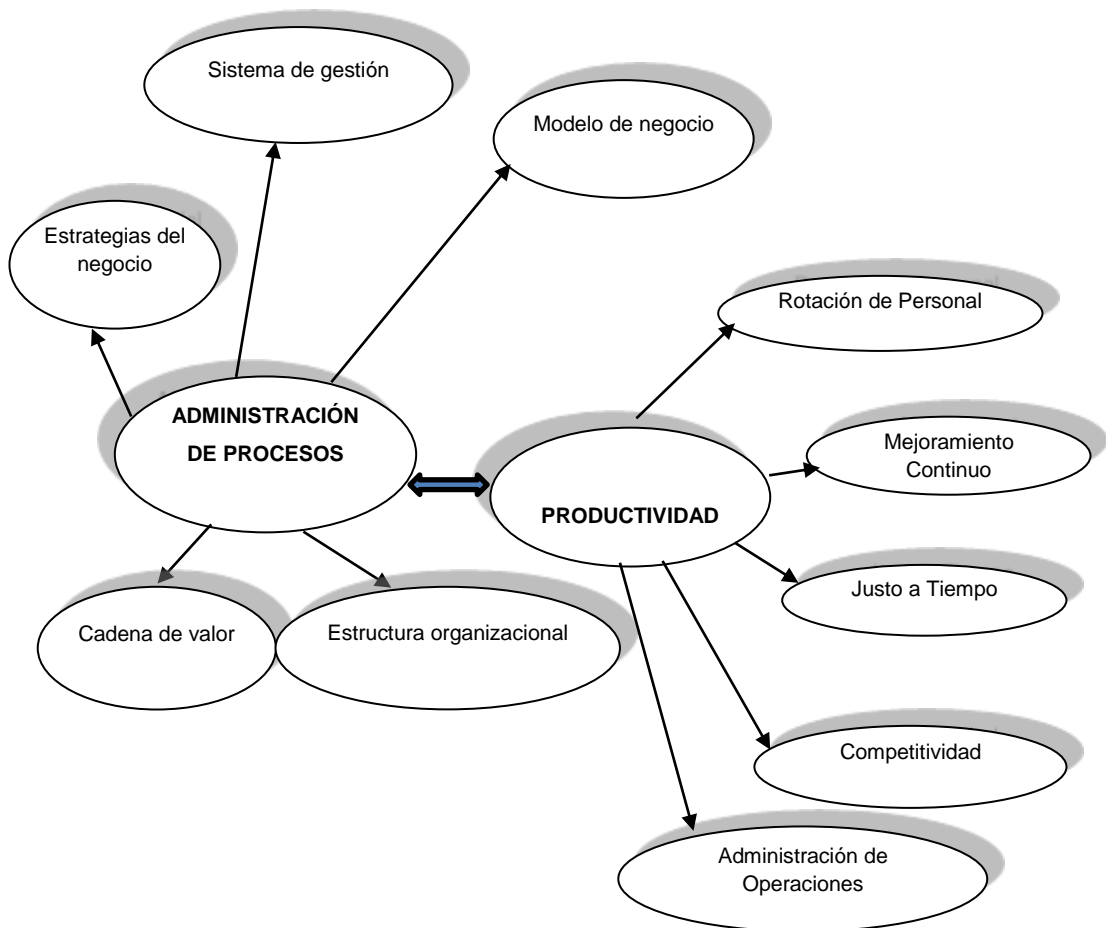 Sistema de gestión
Modelo de negocio
Estrategias del
negocio
Rotación de Personal
ADMINISTRACIÓN
DE PROCESOS
Mejoramiento
Continuo
PRODUCTIVIDAD
Justo a Tiempo
Cadena de valor
Estructura organizacional
Competitividad
Administración de
Operaciones